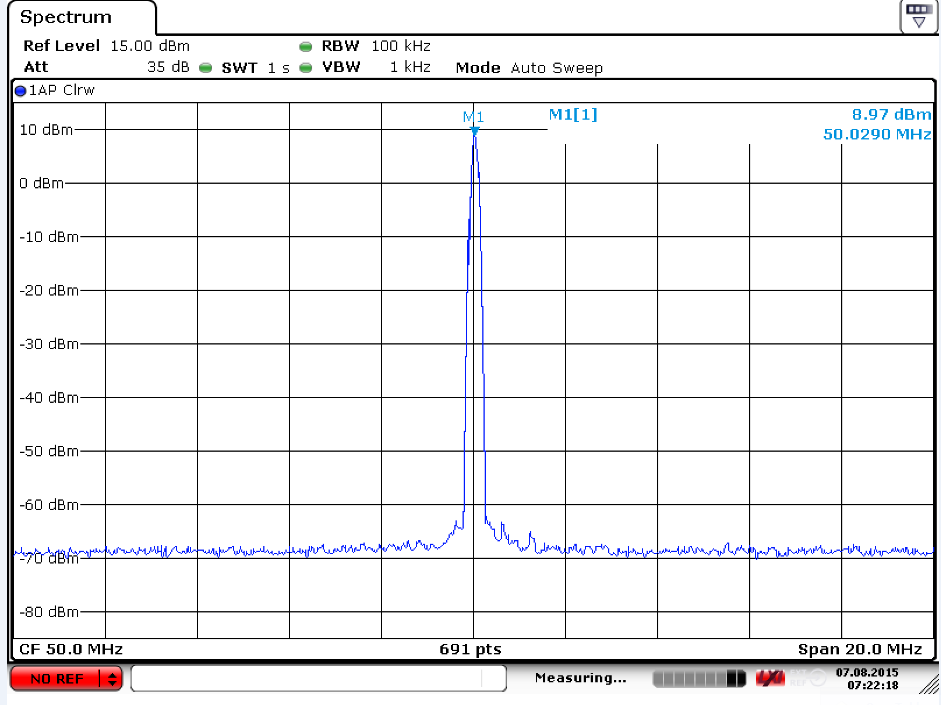 Spectrum
Ref Level 15.00 dBm RBW 100 kHz
Att 35 dB SWT 1 s VBW 1 kHz Mode Auto Sweep
1AP Clrw
M1 M1[1] 8.97 dBm
10 dBm
50.0290 MHz
0 dBm
-10 dBm
-20 dBm
-30 dBm
-40 dBm
-50 dBm
-60 dBm
-70 dBm
-80 dBm
CF 50.0 MHz 691 pts Span 20.0 MHz
NO REF Measuring... LXI 07.08.2015
07:22:18